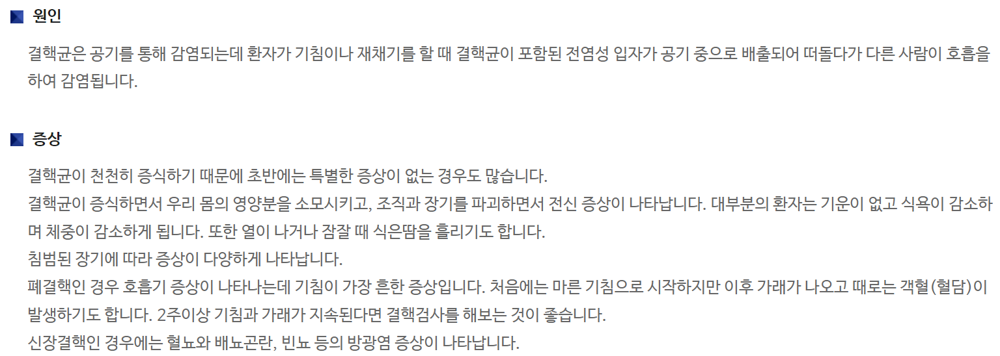 원인
결핵균은 공기를 통해 감염되는데 환자가 기침이나 재채기를 할 때 결핵균이 포함된 전염성 입자가 공기 중으로 배출되어 떠돌다가 다른 사람이 호흡을
하여 감염됩니다.
증상
결핵균이 천천히 증식하기 때문에 초반에는 특별한 증상이 없는 경우도 많습니다.
결핵균이 증식하면서 우리 몸의 영양분을 소모시키고, 조직과 장기를 파괴하면서 전신 증상이 나타납니다. 대부분의 환자는 기운이 없고 식욕이 감소하
며 체중이 감소하게 됩니다. 또한 열이 나거나 잠잘 때 식은땀을 흘리기도 합니다.
침범된 장기에 따라 증상이 다양하게 나타납니다.
폐결핵인 경우 호흡기 증상이 나타나는데 기침이 가장 흔한 증상입니다. 처음에는 마른 기침으로 시작하지만 이후 가래가 나오고 때로는 객혈(혈담)이
발생하기도 합니다. 2주이상 기침과 가래가 지속된다면 결핵검사를 해보는 것이 좋습니다.
신장결핵인 경우에는 혈뇨와 배뇨곤란, 빈뇨 등의 방광염 증상이 나타납니다.